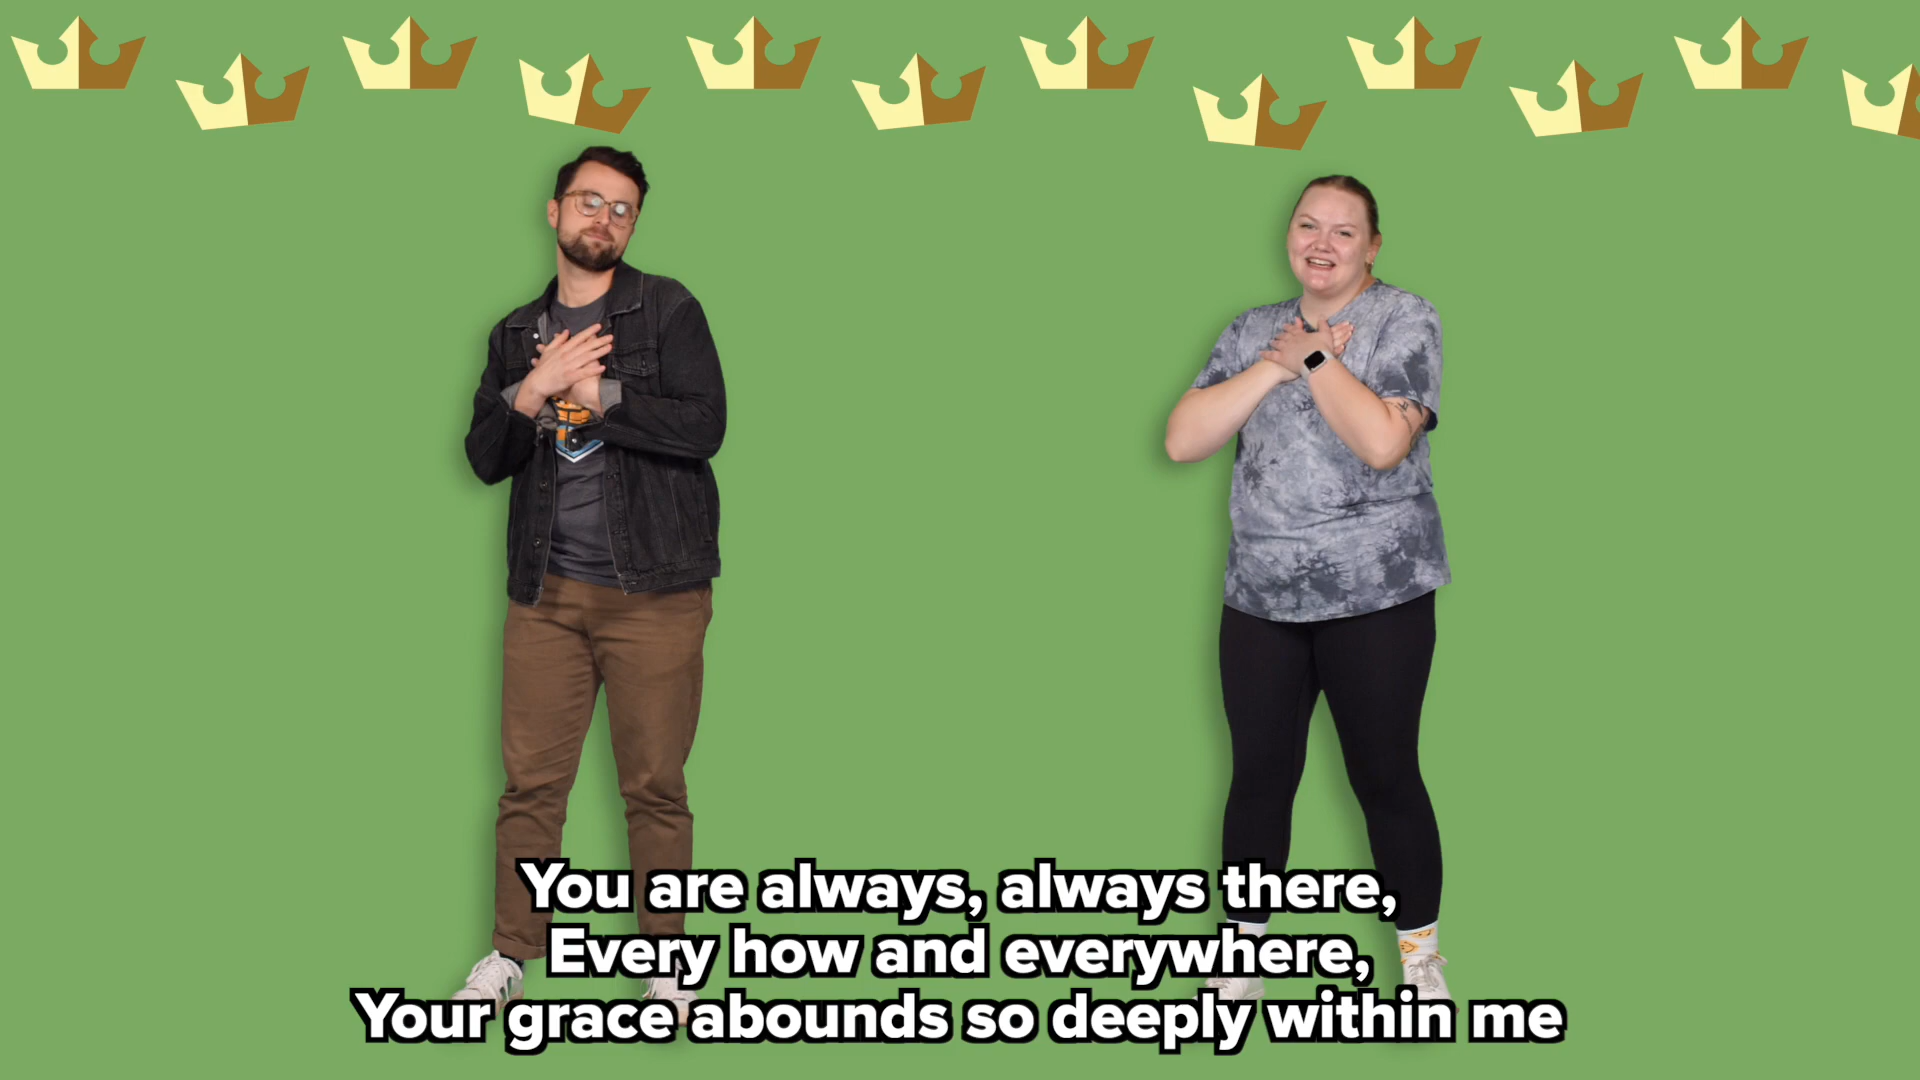 You are always, always there,
Every how and everywhere,
Your grace abounds so deeply within me